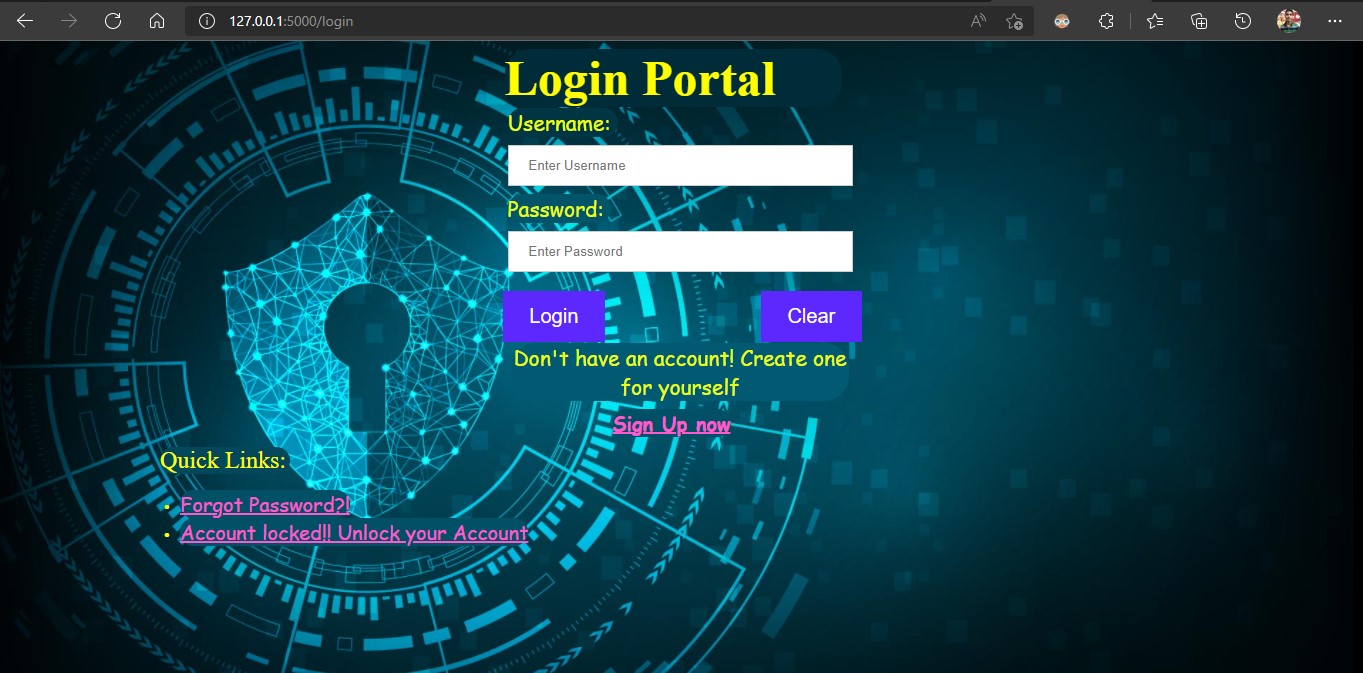 127.0.0.1:5000/login
Login Portal
Username:
Enter Username
Password:
Enter Password
Login Clear
Don't have an account! Create one
for yourself
Sign Up now
Quick Links:
Forgot Password?!
Account locked!! Unlock your Account